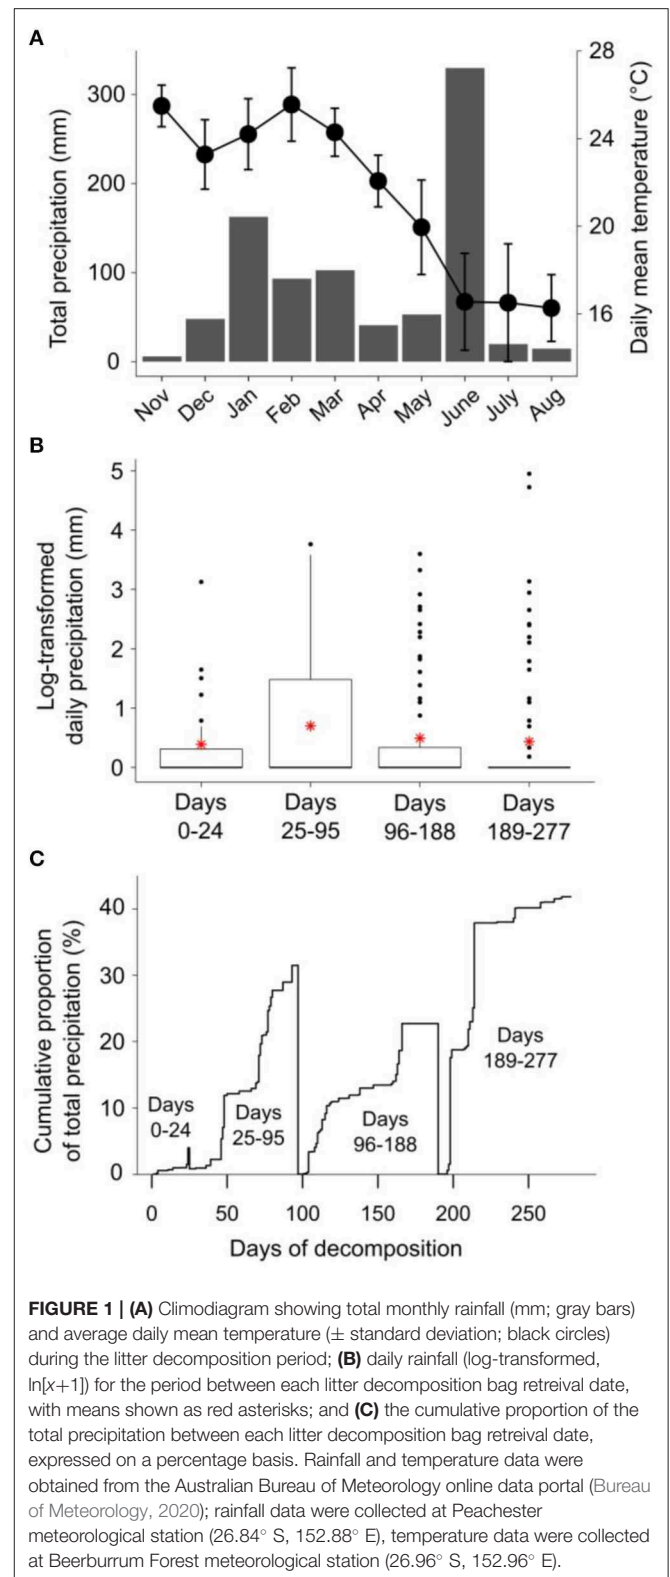 A
Total precipitation (mm)
300
200
100
0
Daily mean temperature (°C)
28
24
20
16
Nov Dec Jan Feb Mar Apr May June July Aug
B
Log-transformed
daily precipitation (mm)
5
4
3
2
1
0
Days Days Days Days
0-24 25-95 96-188 189-277
C
Cumulative proportion
of total precipitation (%)
40
30
20
10
0
Days
0-24
Days
25-95
Days
96-188
Days
189-277
0 50 100 150 200 250
Days of decomposition
FIGURE 1 | (A) Climodiagram showing total monthly rainfall (mm; gray bars)
and average daily mean temperature (± standard deviation; black circles)
during the litter decomposition period; (B) daily rainfall (log-transformed,
ln[x+1]) for the period between each litter decomposition bag retreival date,
with means shown as red asterisks; and (C) the cumulative proportion of the
total precipitation between each litter decomposition bag retreival date,
expressed on a percentage basis. Rainfall and temperature data were
obtained from the Australian Bureau of Meteorology online data portal (Bureau
of Meteorology, 2020); rainfall data were collected at Peachester
meteorological station (26.84° S, 152.88° E), temperature data were collected
at Beerburrum Forest meteorological station (26.96° S, 152.96° E).